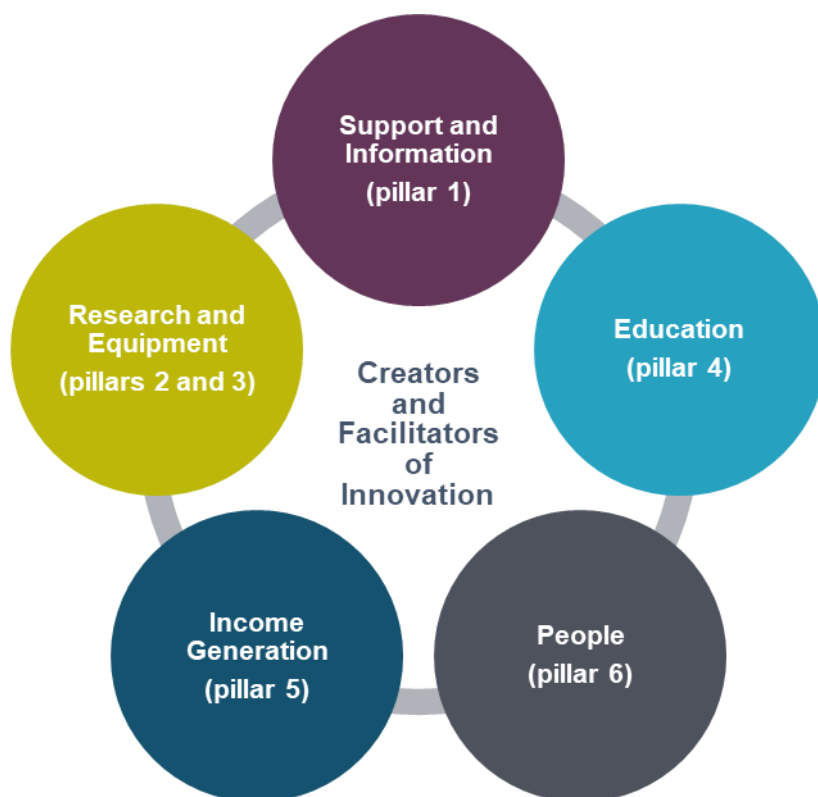 Support and
Information
(pillar 1)
Education
(pillar 4)
People
(pillar 6)
Income
Generation
(pillar 5)
Research and
Equipment
(pillars 2 and 3)
Creators
and
Facilitators
of
Innovation